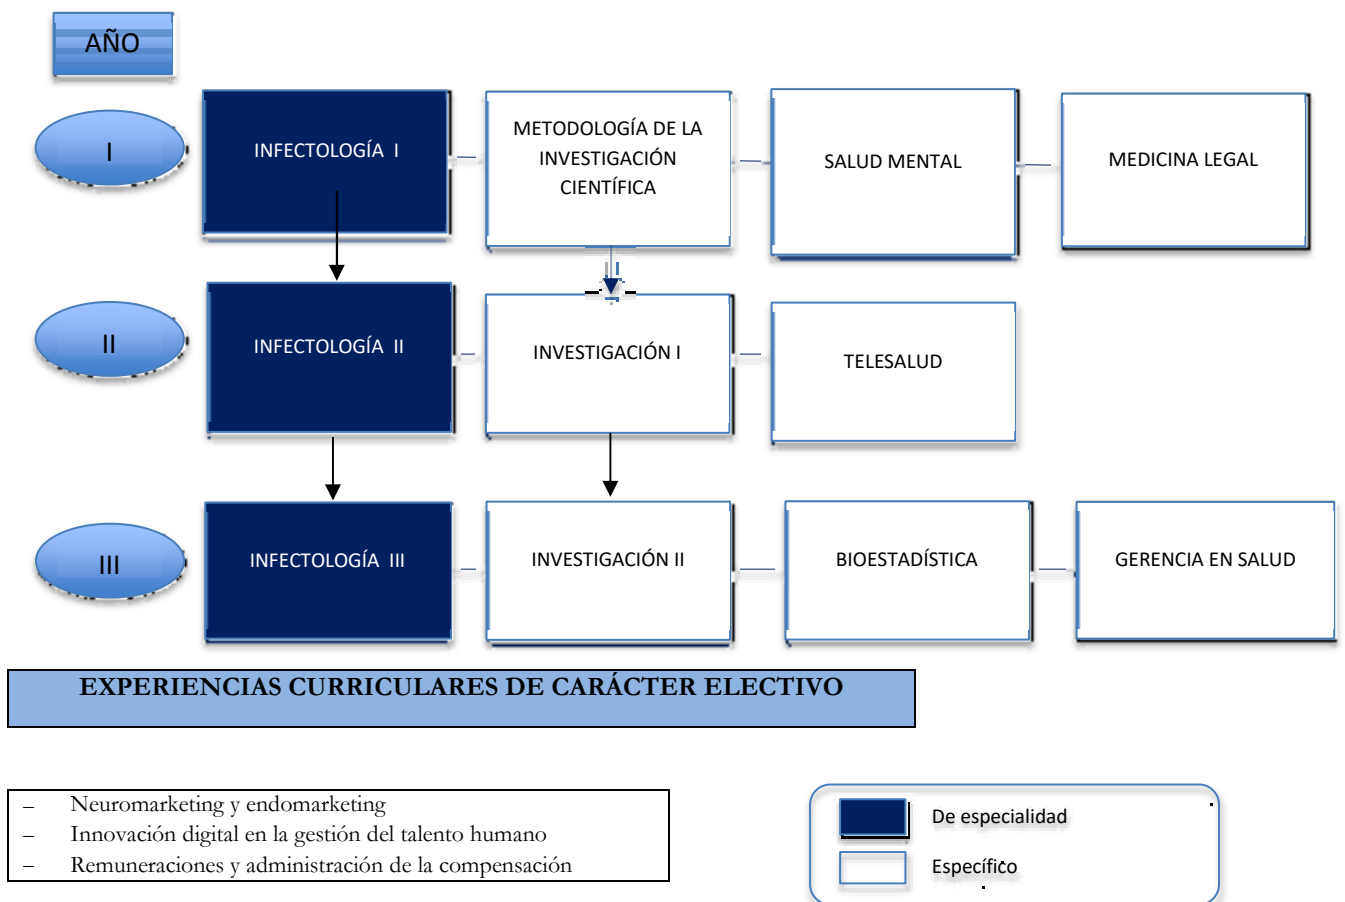 AÑO
I
INFECTOLOGÍA I
METODOLOGÍA DE LA
INVESTIGACIÓN
CIENTÍFICA
SALUD MENTAL
MEDICINA LEGAL
II
INFECTOLOGÍA II
INVESTIGACIÓN I
TELESALUD
III
INFECTOLOGÍA III
INVESTIGACIÓN II
BIOESTADÍSTICA
GERENCIA EN SALUD
EXPERIENCIAS CURRICULARES DE CARÁCTER ELECTIVO
– Neuromarketing y endomarketing
– Innovación digital en la gestión del talento humano
– Remuneraciones y administración de la compensación
De especialidad
Específico